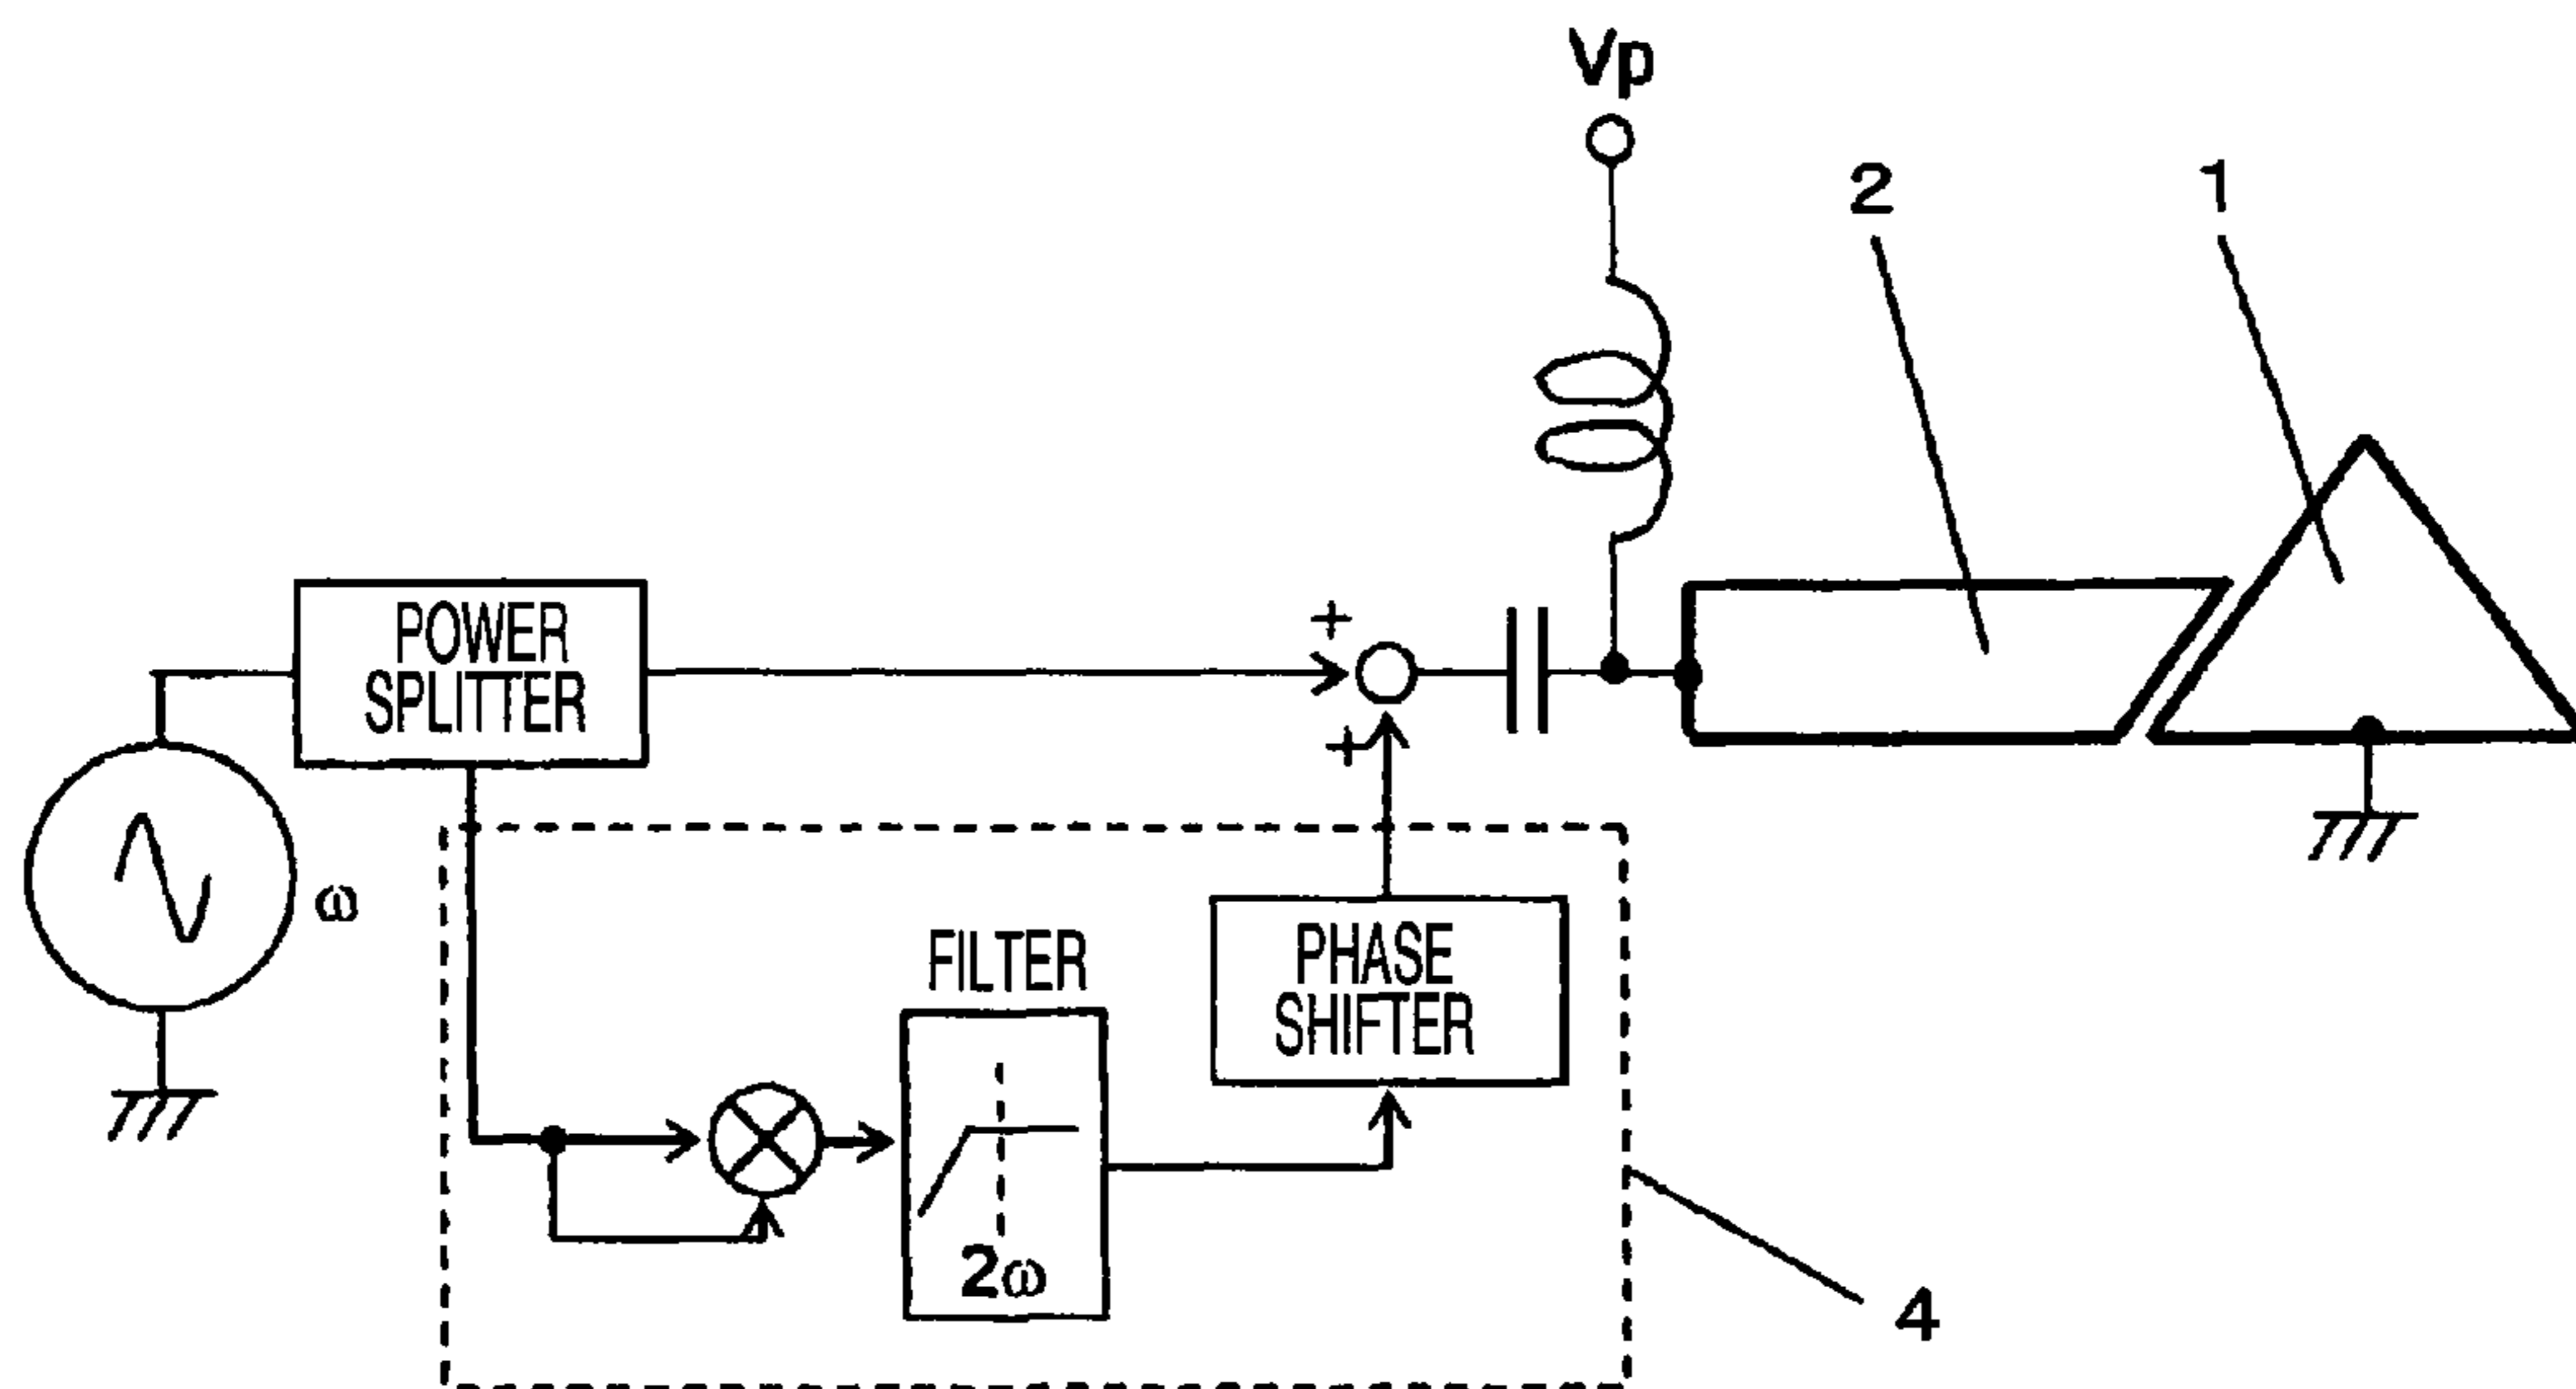 Vp
2
1
POWER
SPLITTER
+
+
ω
FILTER
PHASE
SHIFTER
2ω
4